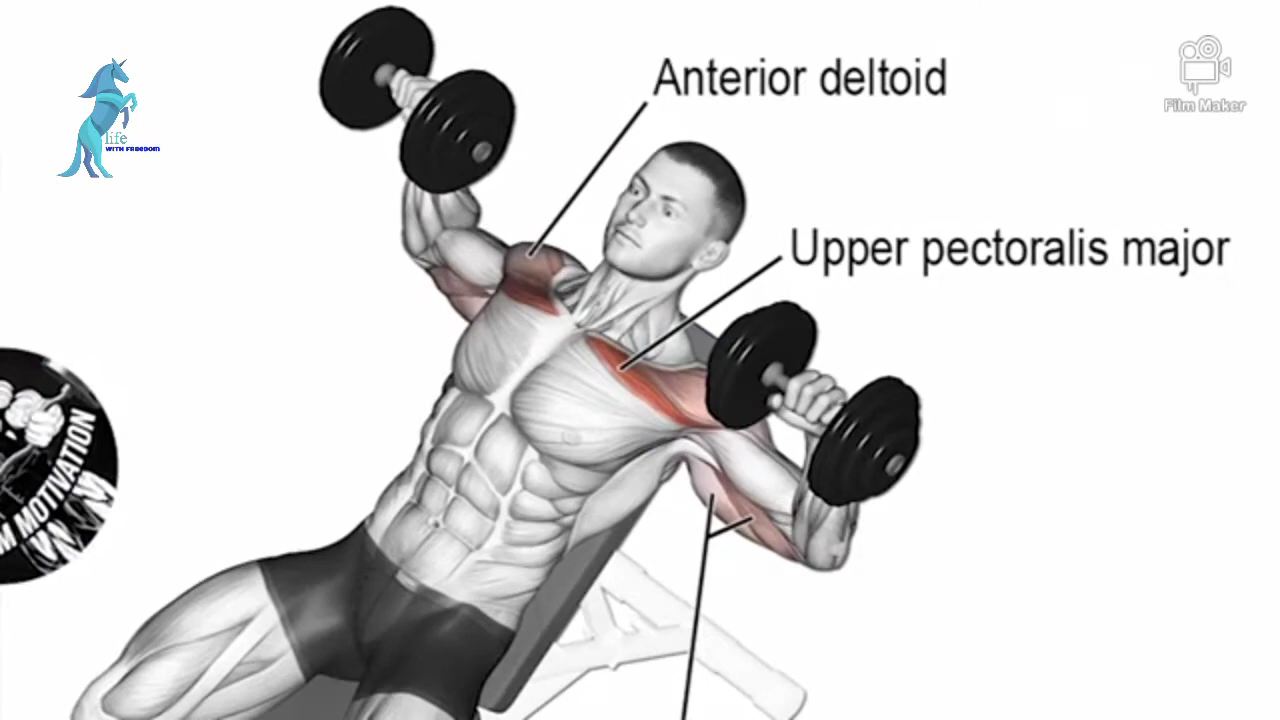 Anterior deltoid
Film Maker
life
WITH FREEDOM
Upper pectoralis major
MOTIVATION